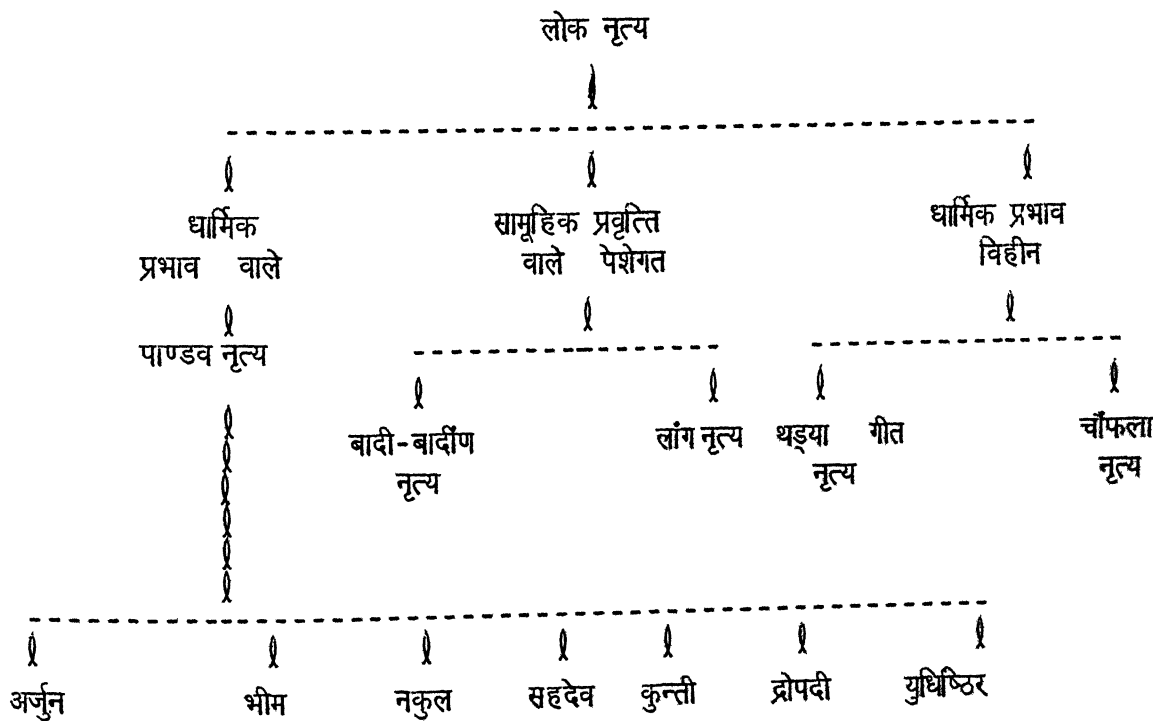 लोक नृत्य
धार्मिक
प्रभाव वाले
सामूहिक प्रवृत्ति
वाले पेशेगत
धार्मिक प्रभाव
विहीन
पाण्डव नृत्य
बादी-बादींण
नृत्य
लांग नृत्य
थड़्या गीत
नृत्य
चौंफला
नृत्य
अर्जुन
भीम
नकुल
सहदेव
कुन्ती
द्रोपदी
युधिष्ठिर